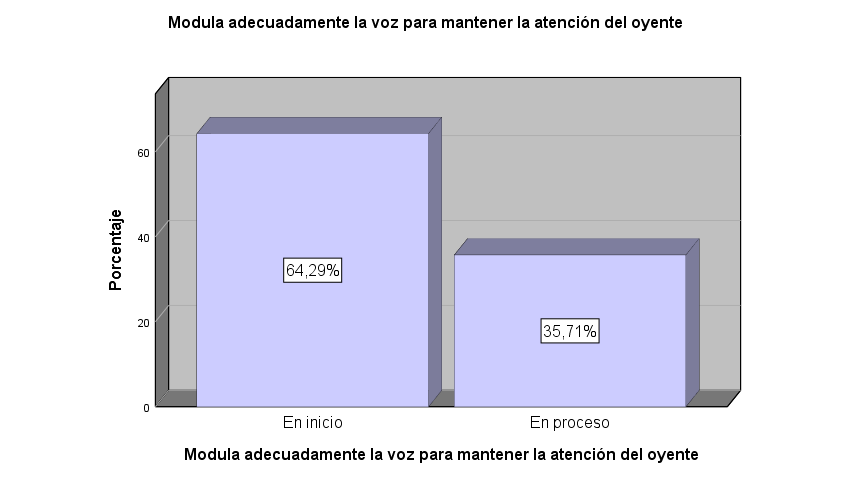 Modula adecuadamente la voz para mantener la atención del oyente
Porcentaje
60
40
20
0
64,29%
35,71%
En inicio
En proceso
Modula adecuadamente la voz para mantener la atención del oyente